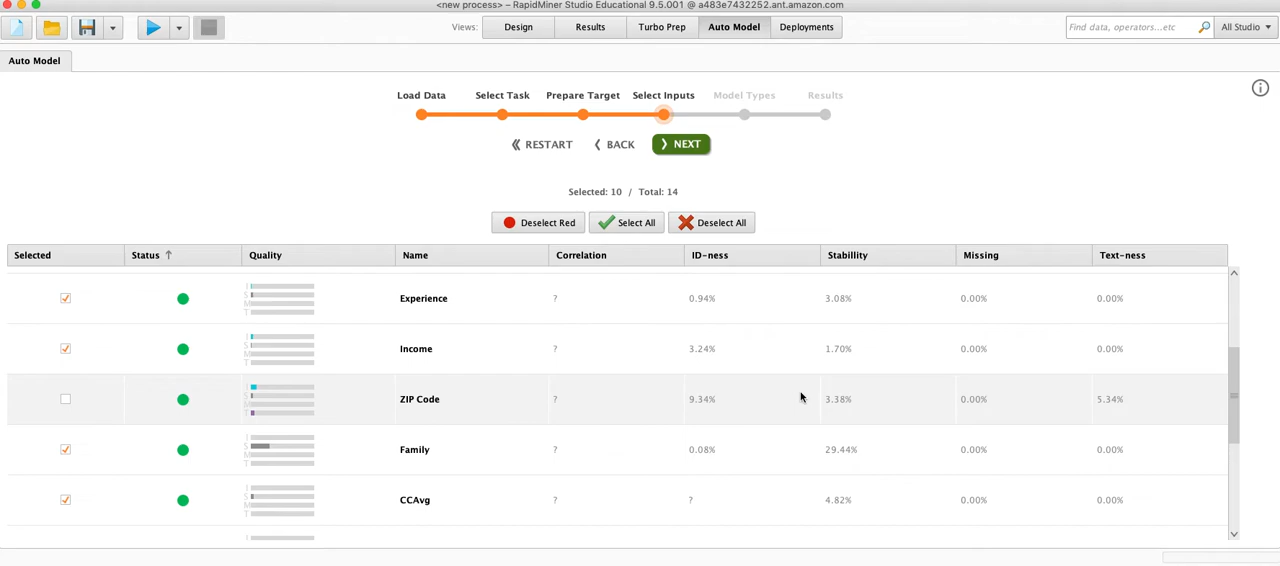 <new process> – RapidMiner Studio Educational 9.5.001 @ a483e7432252.ant.amazon.com
Views: Design Results Turbo Prep Auto Model Deployments Find data, operators...etc All Studio
Auto Model
Load Data Select Task Prepare Target Select Inputs Model Types Results
RESTART BACK NEXT
Selected: 10 / Total: 14
Deselect Red Select All Deselect All
Selected Status Quality Name Correlation ID-ness Stabillity Missing Text-ness
I S M T Experience ? 0.94% 3.08% 0.00% 0.00%
I S M T Income ? 3.24% 1.70% 0.00% 0.00%
I S M T ZIP Code ? 9.34% 3.38% 0.00% 5.34%
I S M T Family ? 0.08% 29.44% 0.00% 0.00%
I S M T CCAvg ? ? 4.82% 0.00% 0.00%
I